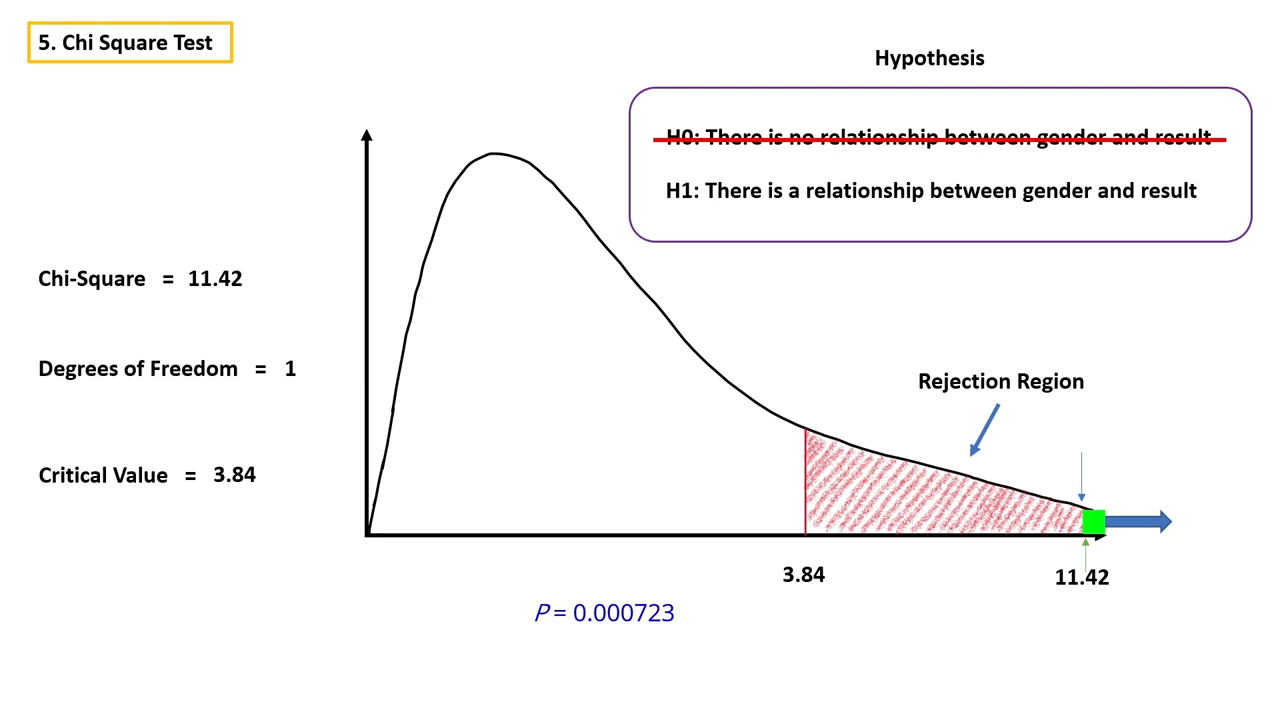 5. Chi Square Test
Hypothesis
H0: There is no relationship between gender and result
H1: There is a relationship between gender and result
Chi-Square = 11.42
Degrees of Freedom = 1
Rejection Region
Critical Value = 3.84
3.84
11.42
P = 0.000723